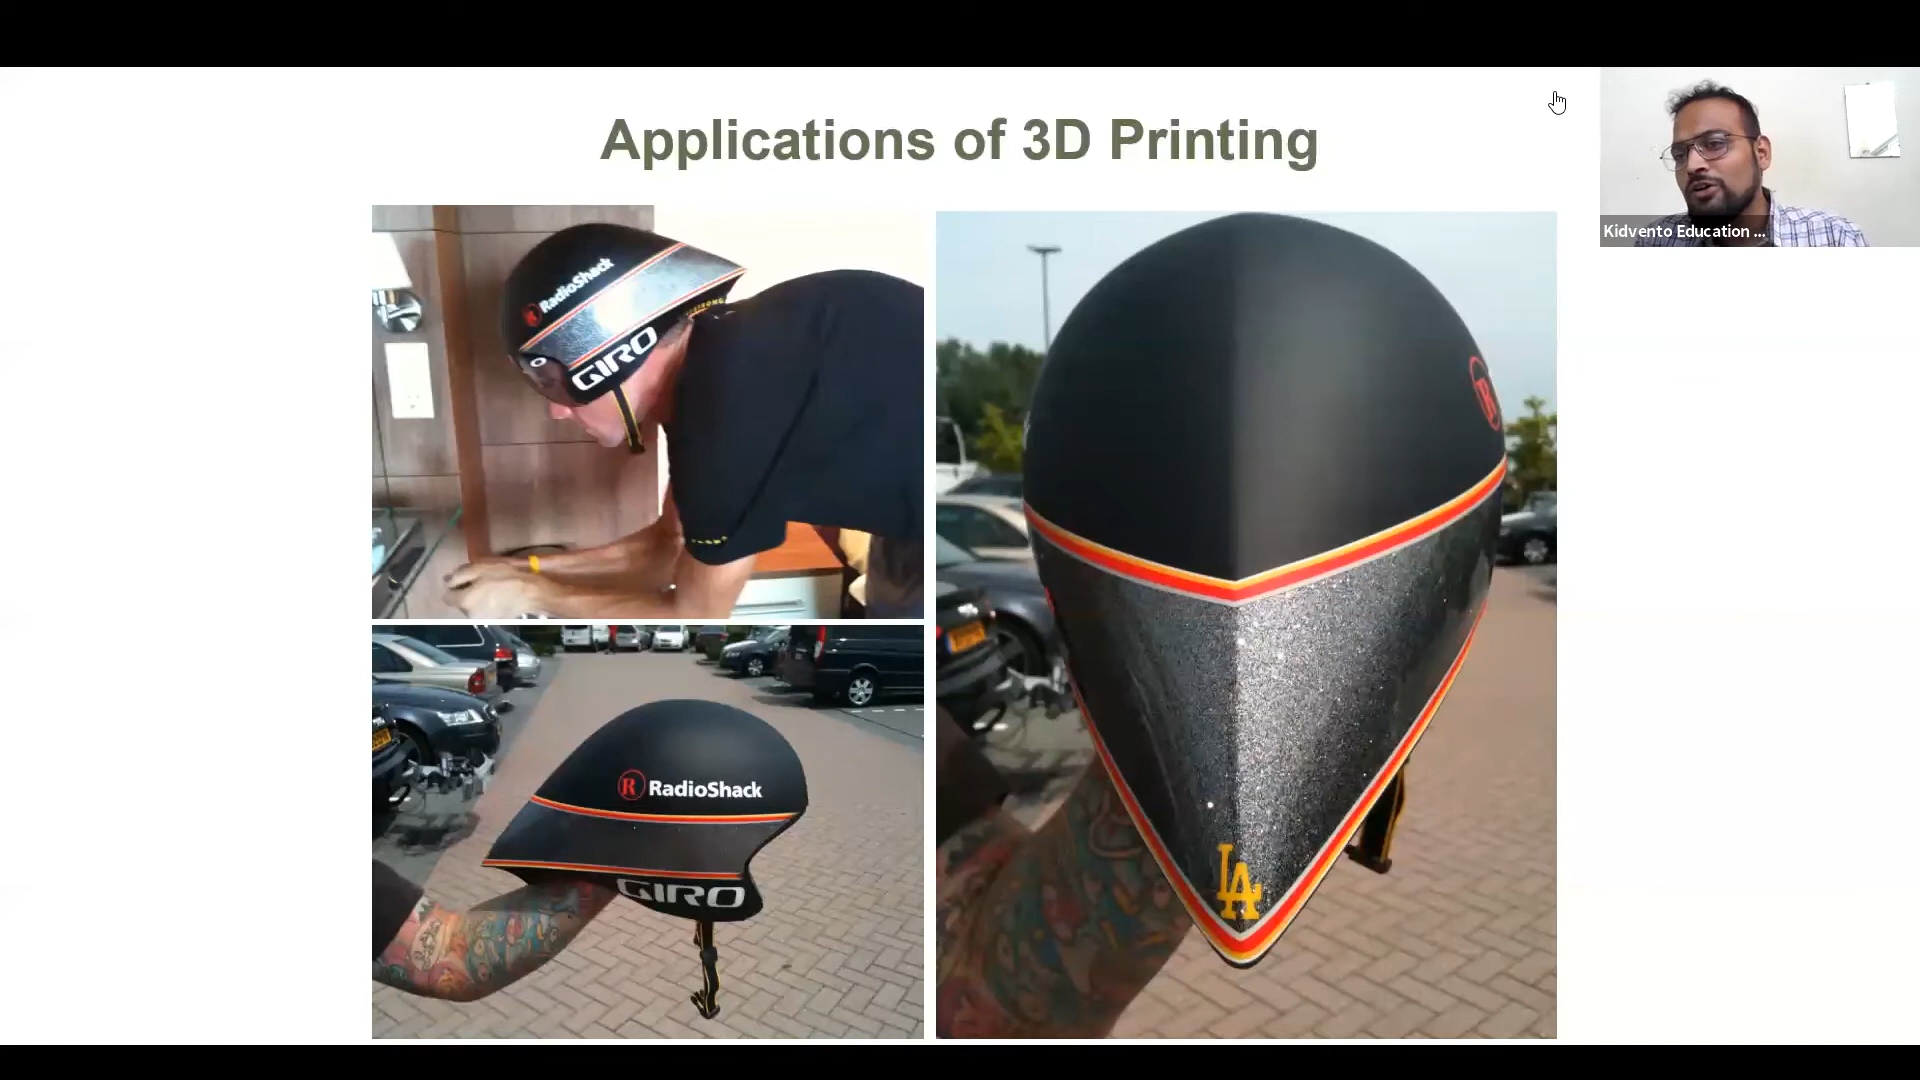 Applications of 3D Printing
Kidvento Education ...
RadioShack
GIRO
R
R RadioShack
GIRO
LA